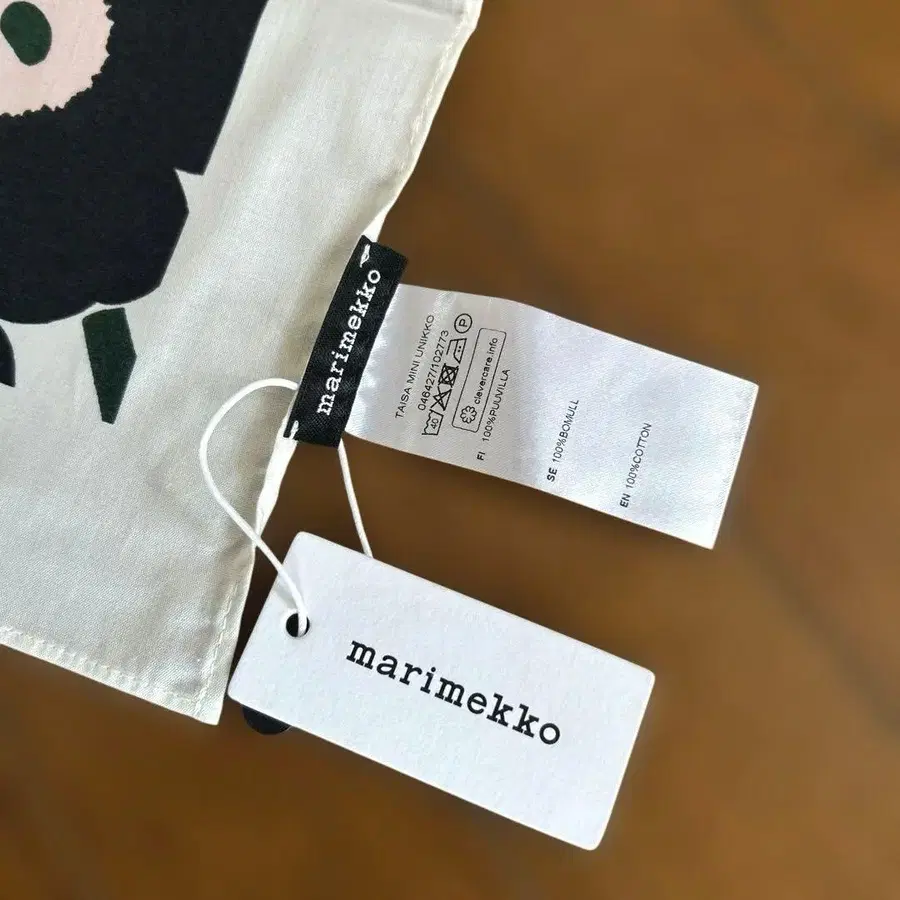 marimekko
TAISA MINI UNIKKO
046427/102773
40 P
clevercare.info
FI 100%PUUVILLA
SE 100%BOMULL
EN 100%COTTON
marimekko